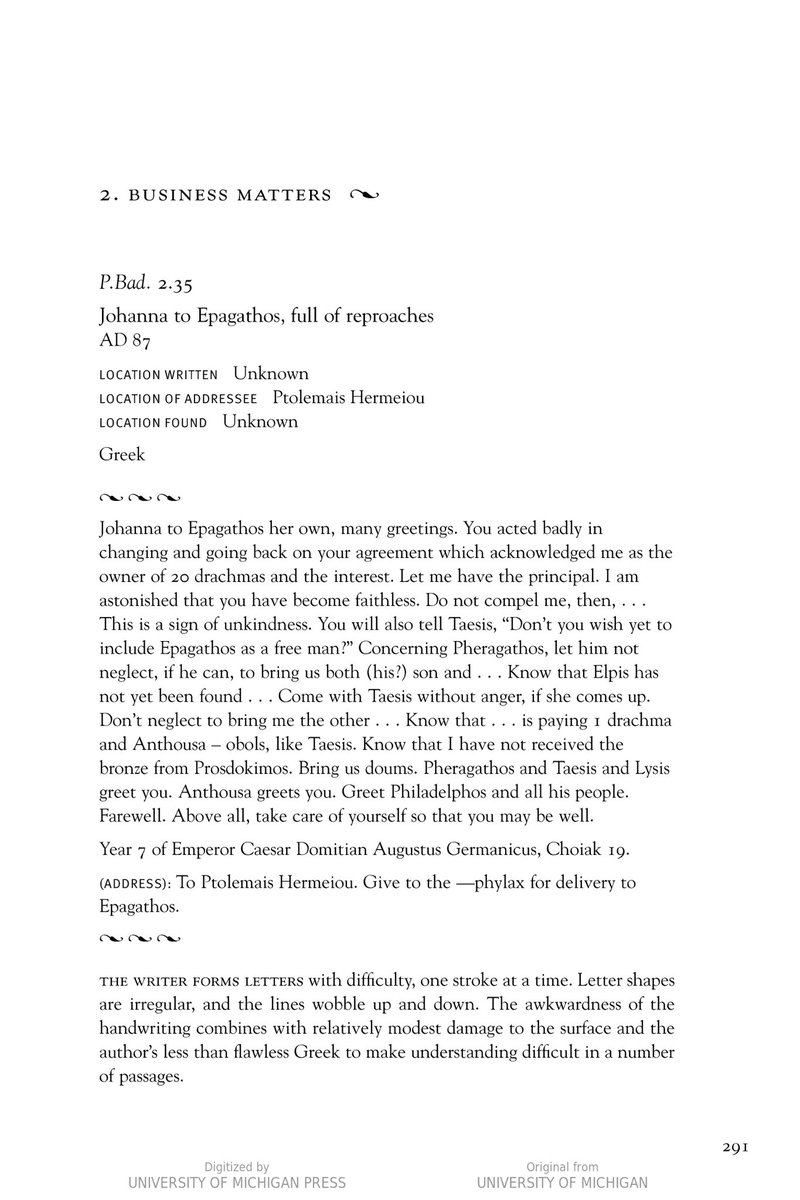 2. BUSINESS MATTERS
P.Bad. 2.35
Johanna to Epagathos, full of reproaches
AD 87
LOCATION WRITTEN Unknown
LOCATION OF ADDRESSEE Ptolemais Hermeiou
LOCATION FOUND Unknown
Greek
Johanna to Epagathos her own, many greetings. You acted badly in
changing and going back on your agreement which acknowledged me as the
owner of 20 drachmas and the interest. Let me have the principal. I am
astonished that you have become faithless. Do not compel me, then, . . .
This is a sign of unkindness. You will also tell Taesis, “Don’t you wish yet to
include Epagathos as a free man?” Concerning Pheragathos, let him not
neglect, if he can, to bring us both (his?) son and . . . Know that Elpis has
not yet been found . . . Come with Taesis without anger, if she comes up.
Don’t neglect to bring me the other . . . Know that . . . is paying 1 drachma
and Anthousa – obols, like Taesis. Know that I have not received the
bronze from Prosdokimos. Bring us doums. Pheragathos and Taesis and Lysis
greet you. Anthousa greets you. Greet Philadelphos and all his people.
Farewell. Above all, take care of yourself so that you may be well.
Year 7 of Emperor Caesar Domitian Augustus Germanicus, Choiak 19.
(ADDRESS): To Ptolemais Hermeiou. Give to the —phylax for delivery to
Epagathos.
THE WRITER FORMS LETTERS with difficulty, one stroke at a time. Letter shapes
are irregular, and the lines wobble up and down. The awkwardness of the
handwriting combines with relatively modest damage to the surface and the
author’s less than flawless Greek to make understanding difficult in a number
of passages.
291
Digitized by
UNIVERSITY OF MICHIGAN PRESS
Original from
UNIVERSITY OF MICHIGAN